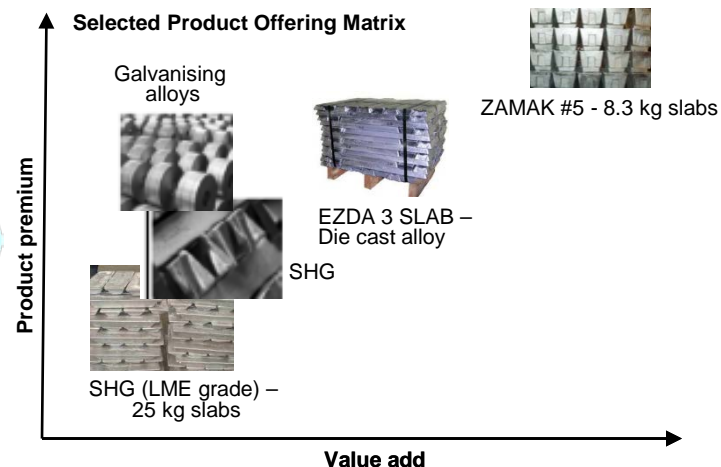 Selected Product Offering Matrix
Galvanising
alloys
ZAMAK #5 - 8.3 kg slabs
EZDA 3 SLAB –
Die cast alloy
SHG
SHG (LME grade) –
25 kg slabs
Product premium
Value add